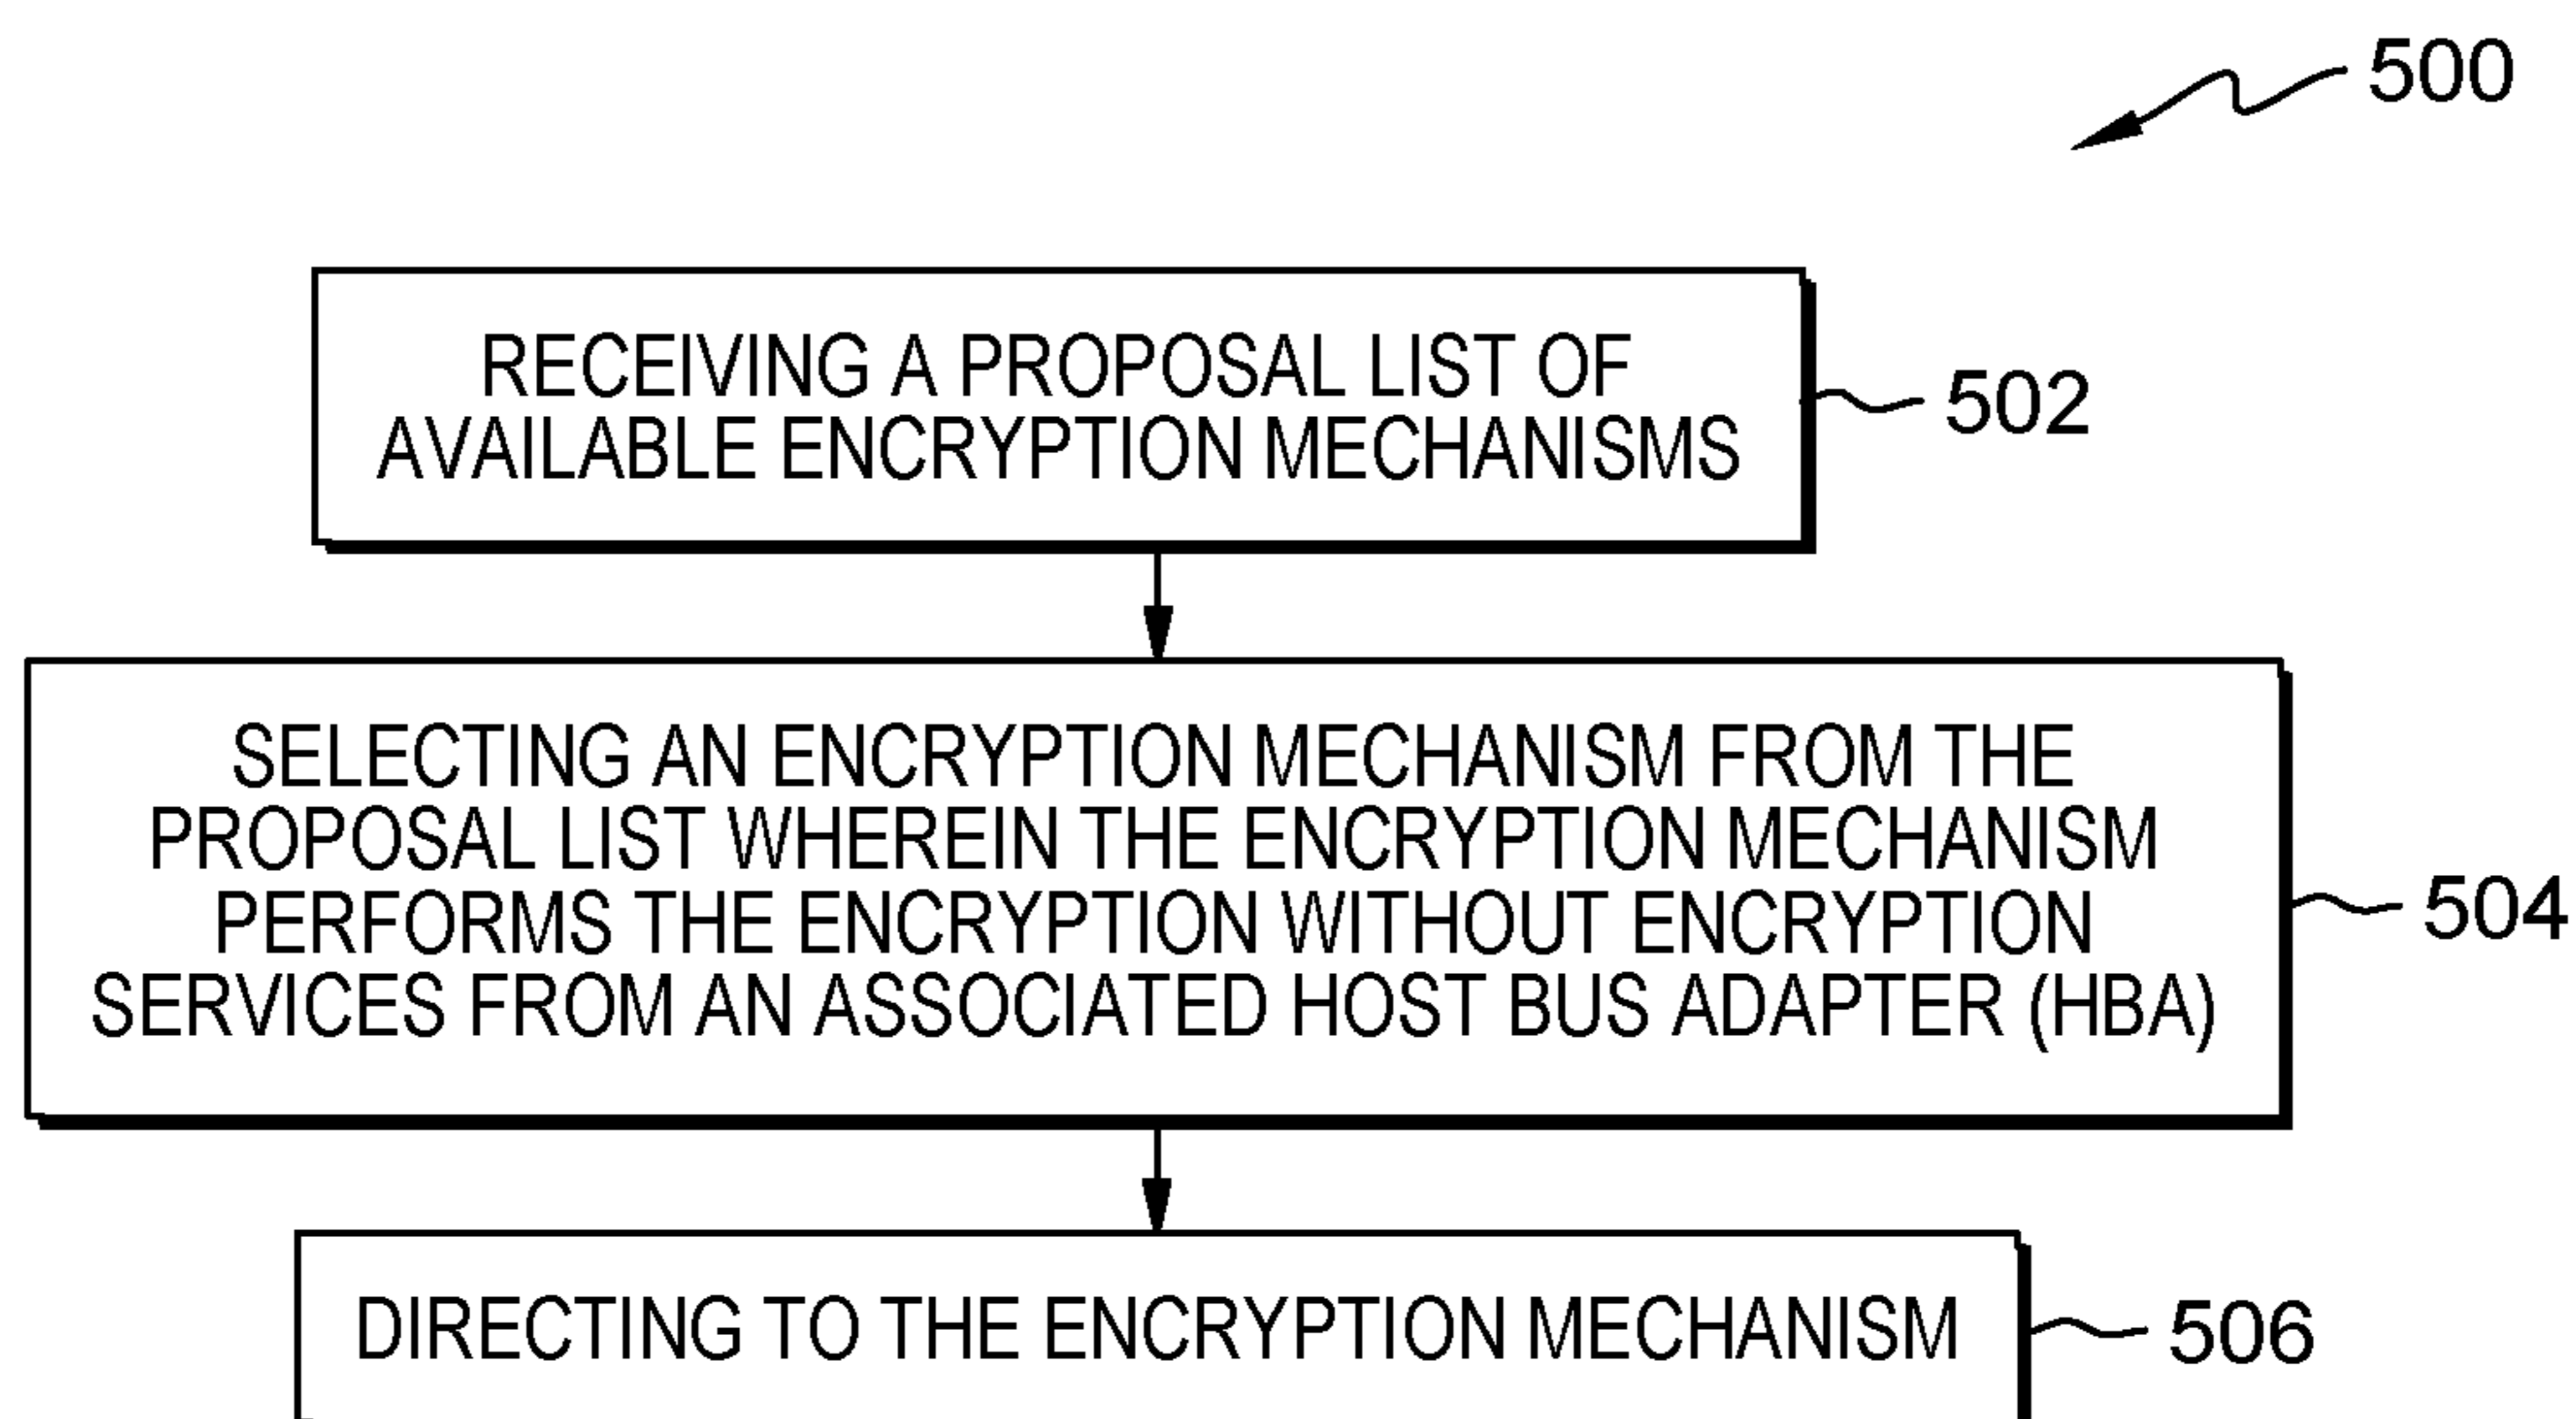 500
RECEIVING A PROPOSAL LIST OF
AVAILABLE ENCRYPTION MECHANISMS
502
SELECTING AN ENCRYPTION MECHANISM FROM THE
PROPOSAL LIST WHEREIN THE ENCRYPTION MECHANISM
PERFORMS THE ENCRYPTION WITHOUT ENCRYPTION
SERVICES FROM AN ASSOCIATED HOST BUS ADAPTER (HBA)
504
DIRECTING TO THE ENCRYPTION MECHANISM
506